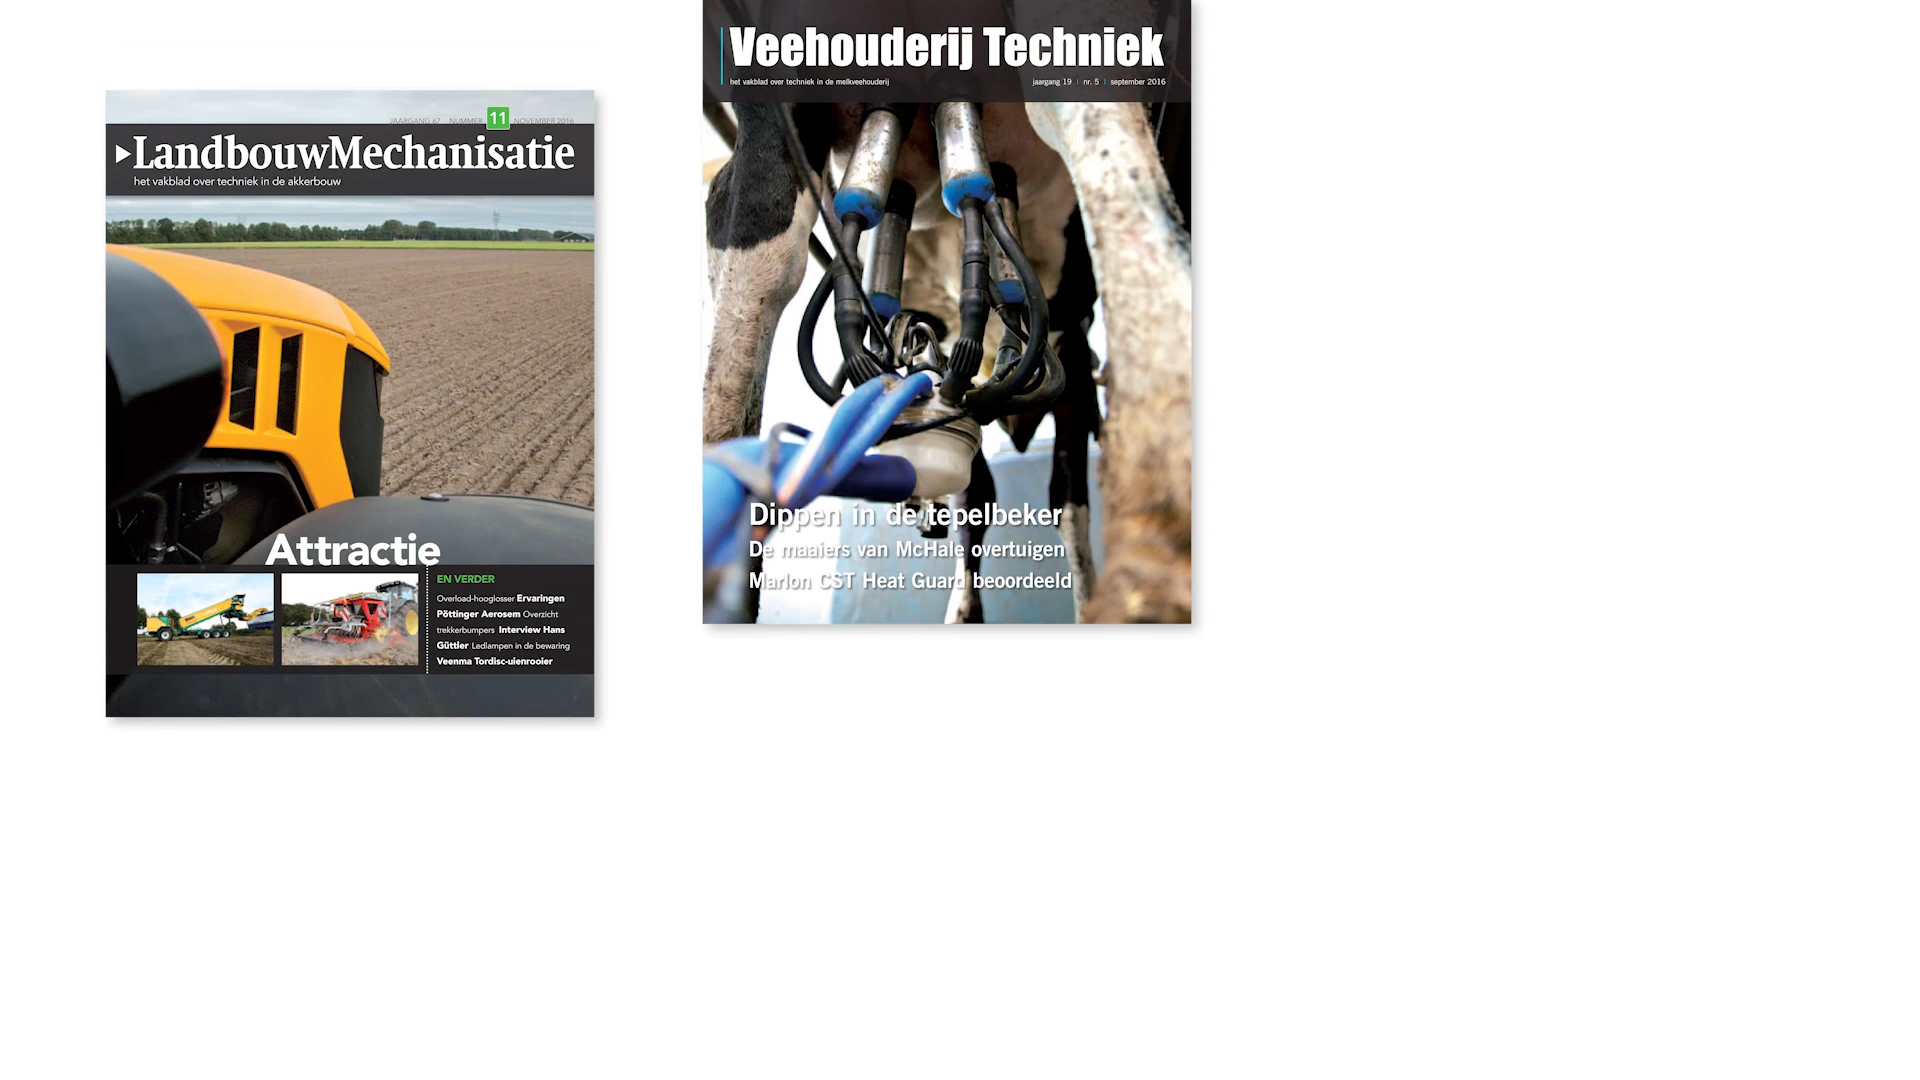 JAARGANG 67 NUMMER 11 NOVEMBER 2016
LandbouwMechanisatie
het vakblad over techniek in de akkerbouw
Attractie
EN VERDER
Overload-hooglosser Ervaringen
Pöttinger Aerosem Overzicht
trekkerbumpers Interview Hans
Güttler Ledlampen in de bewaring
Veenma Tordisc-uienrooier
Veehouderij Techniek
het vakblad over techniek in de melkveehouderij
jaargang 19 | nr. 5 | september 2016
Dippen in de tepelbeker
De maaiers van McHale overtuigen
Marlon CST Heat Guard beoordeeld